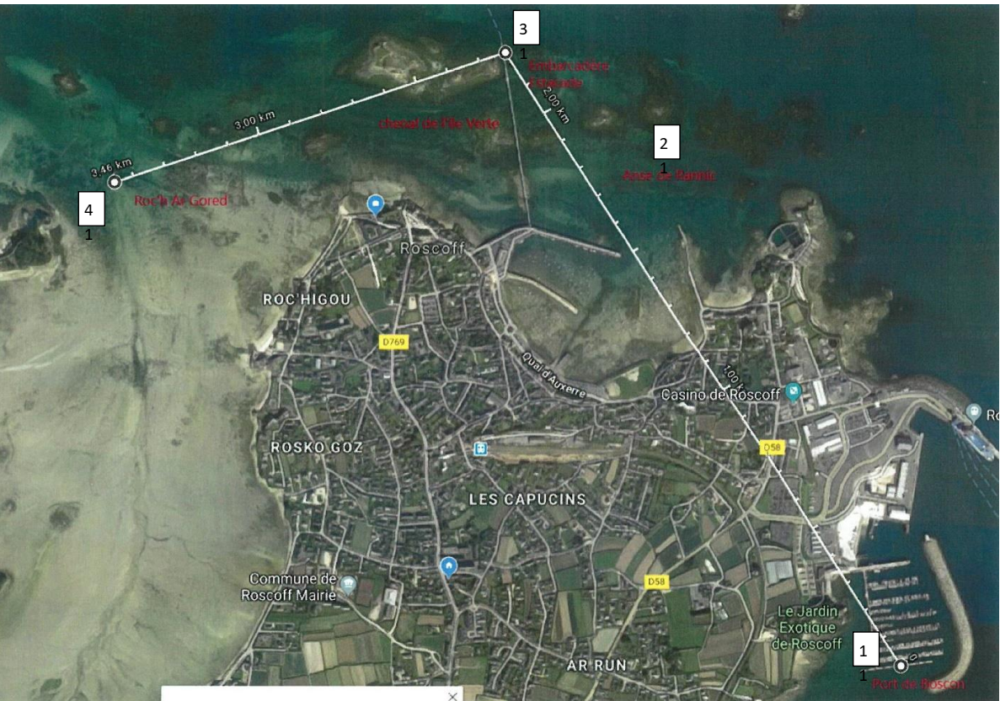 3
1
Embarcadère
Estacade
2,00 km
3,00 km
chenal de l'île Verte
2
1
3,46 km
Anse de Rannic
4
1
Roc'h Ar Gored
Roscoff
ROC'HIGOU
D769
Quai d'Auxerre
1,00 k
Casino de Roscoff
Ro
D58
ROSKO GOZ
LES CAPUCINS
Commune de
Roscoff Mairie
D58
Le Jardin
Exotique
de Roscoff
1
1
0
AR RUN
Port de Roscon
×